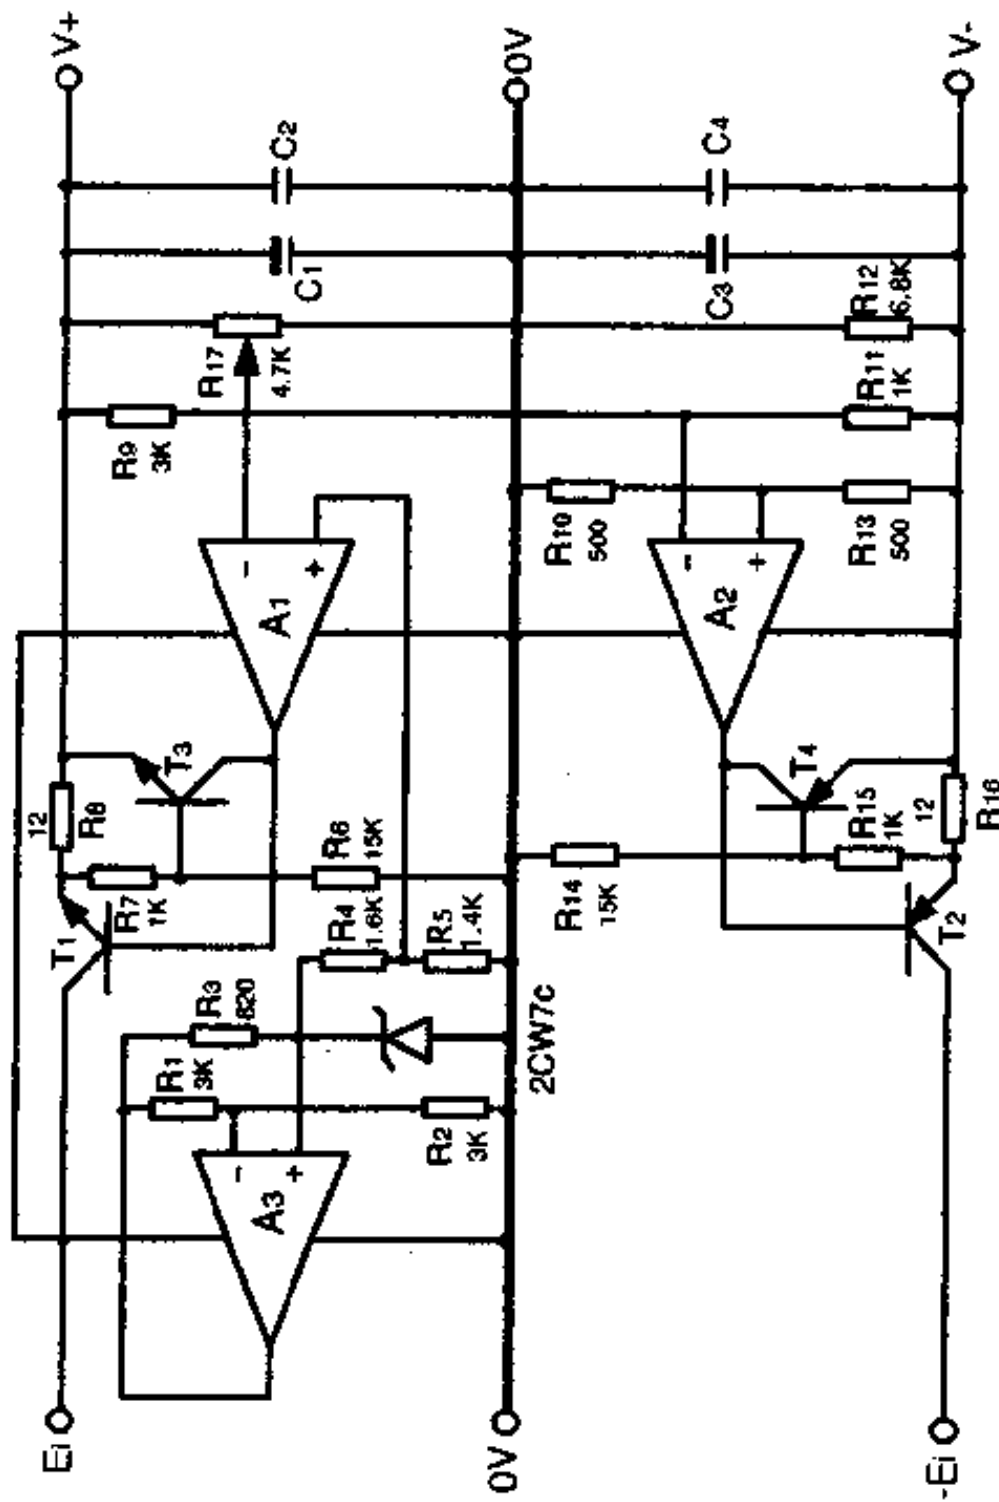 Ei
V+
T1
12
R8
R7
1K
T3
R9
3K
R17
4.7K
C1
C2
R3
820
R1
3K
R2
3K
A3
-
+
R4
1.6K
R5
1.4K
R6
15K
A1
-
+
0V
0V
2CW7c
R10
500
R13
500
A2
-
+
R14
15K
T4
R15
1K
12
R16
T2
R11
1K
R12
6.8K
C3
C4
-Ei
V-